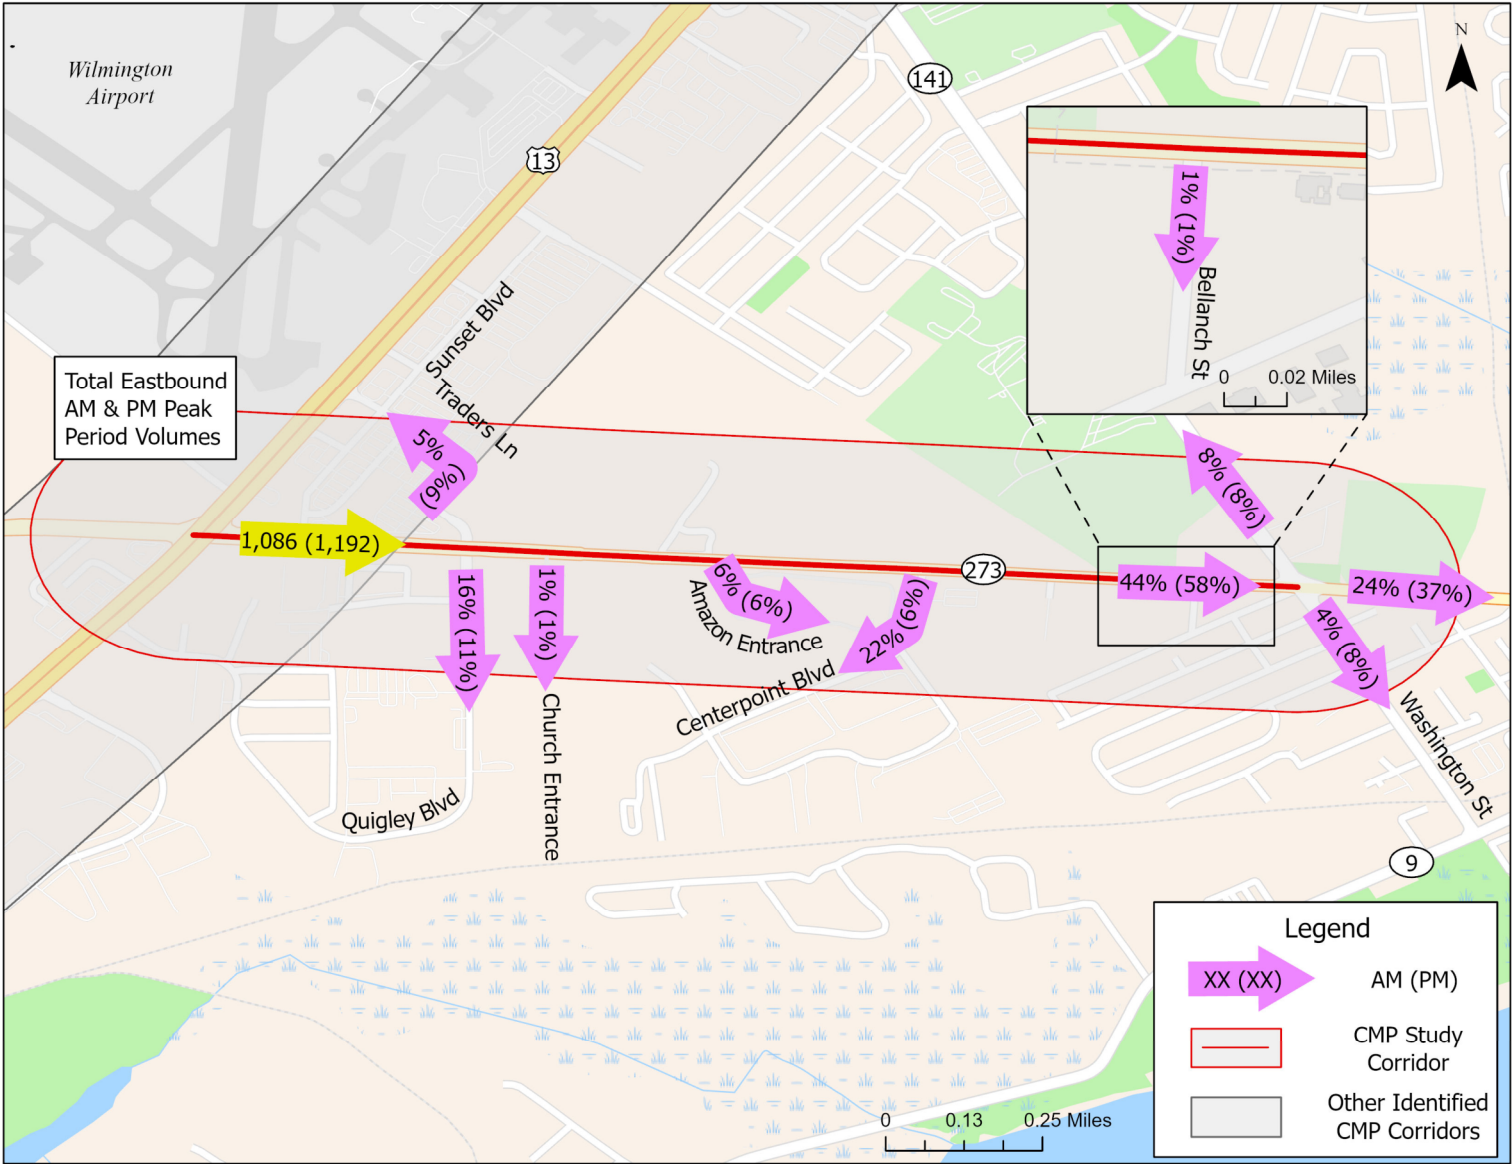 Wilmington
Airport
141
N
13
1% (1%)
Bellanch St
0 0.02 Miles
Sunset Blvd
Traders Ln
Total Eastbound
AM & PM Peak
Period Volumes
5%
(9%)
8% (8%)
1,086 (1,192)
273
44% (58%)
24% (37%)
16% (11%)
1% (1%)
6% (6%)
Amazon Entrance
22% (6%)
4% (8%)
Centerpoint Blvd
Church Entrance
Washington St
Quigley Blvd
9
Legend
XX (XX) AM (PM)
CMP Study
Corridor
Other Identified
CMP Corridors
0 0.13 0.25 Miles